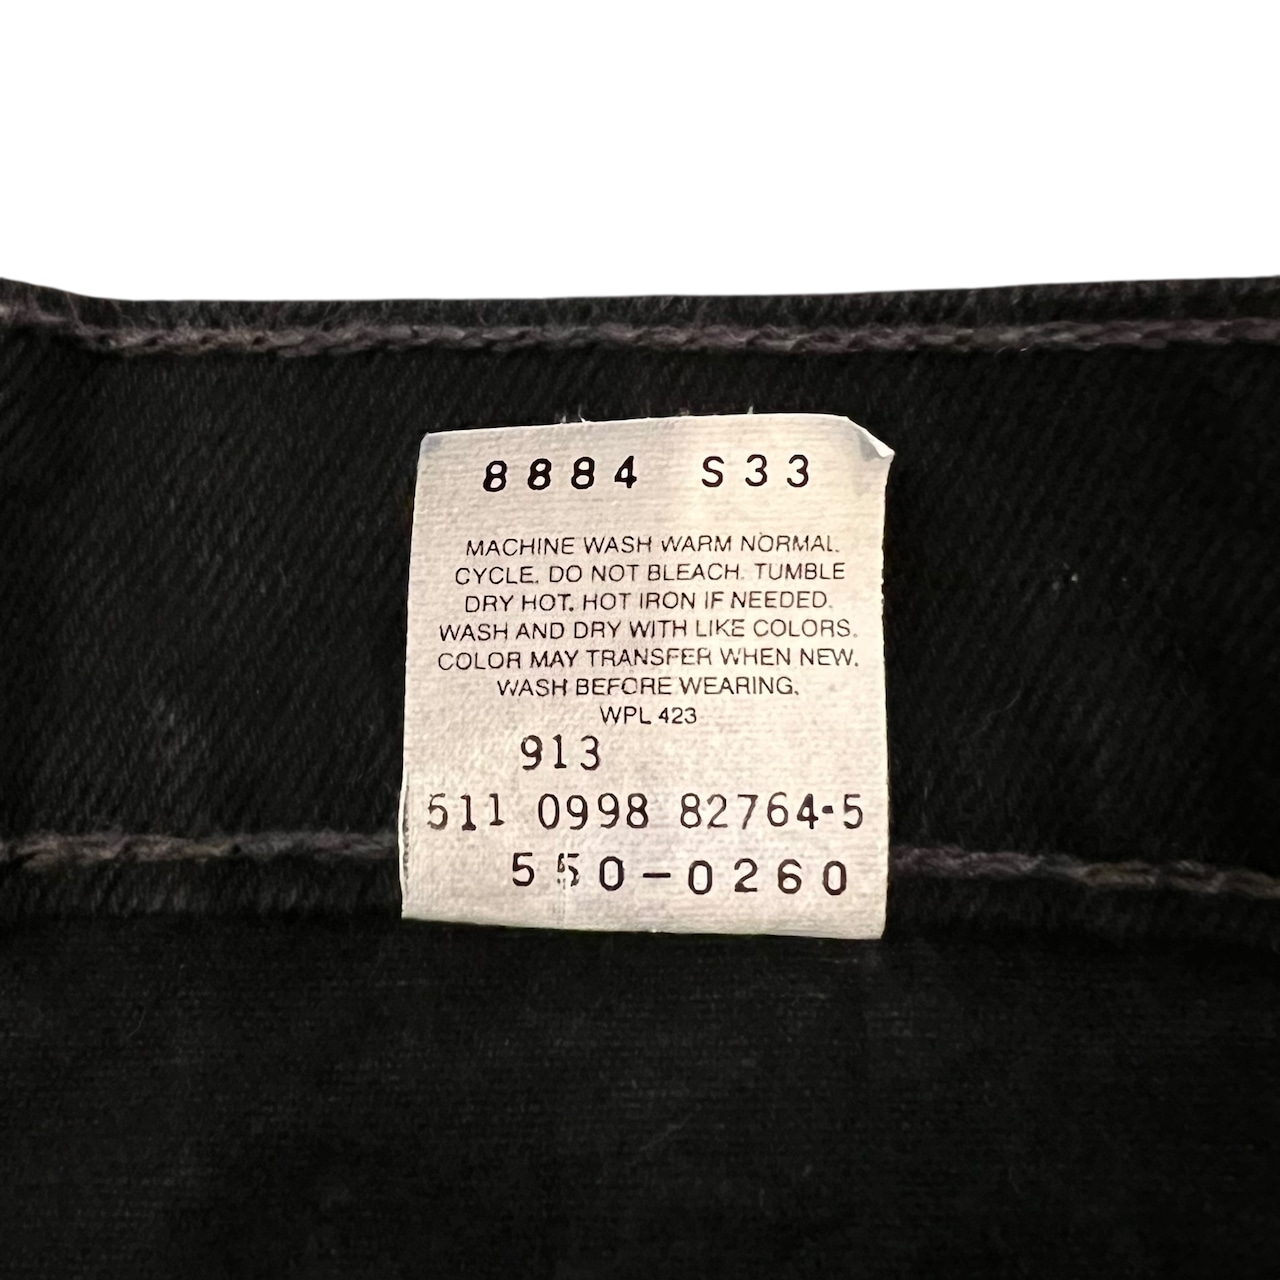 8884 S33
MACHINE WASH WARM NORMAL
CYCLE. DO NOT BLEACH. TUMBLE
DRY HOT. HOT IRON IF NEEDED.
WASH AND DRY WITH LIKE COLORS.
COLOR MAY TRANSFER WHEN NEW.
WASH BEFORE WEARING.
WPL 423
913
511 0998 82764-5
550-0260